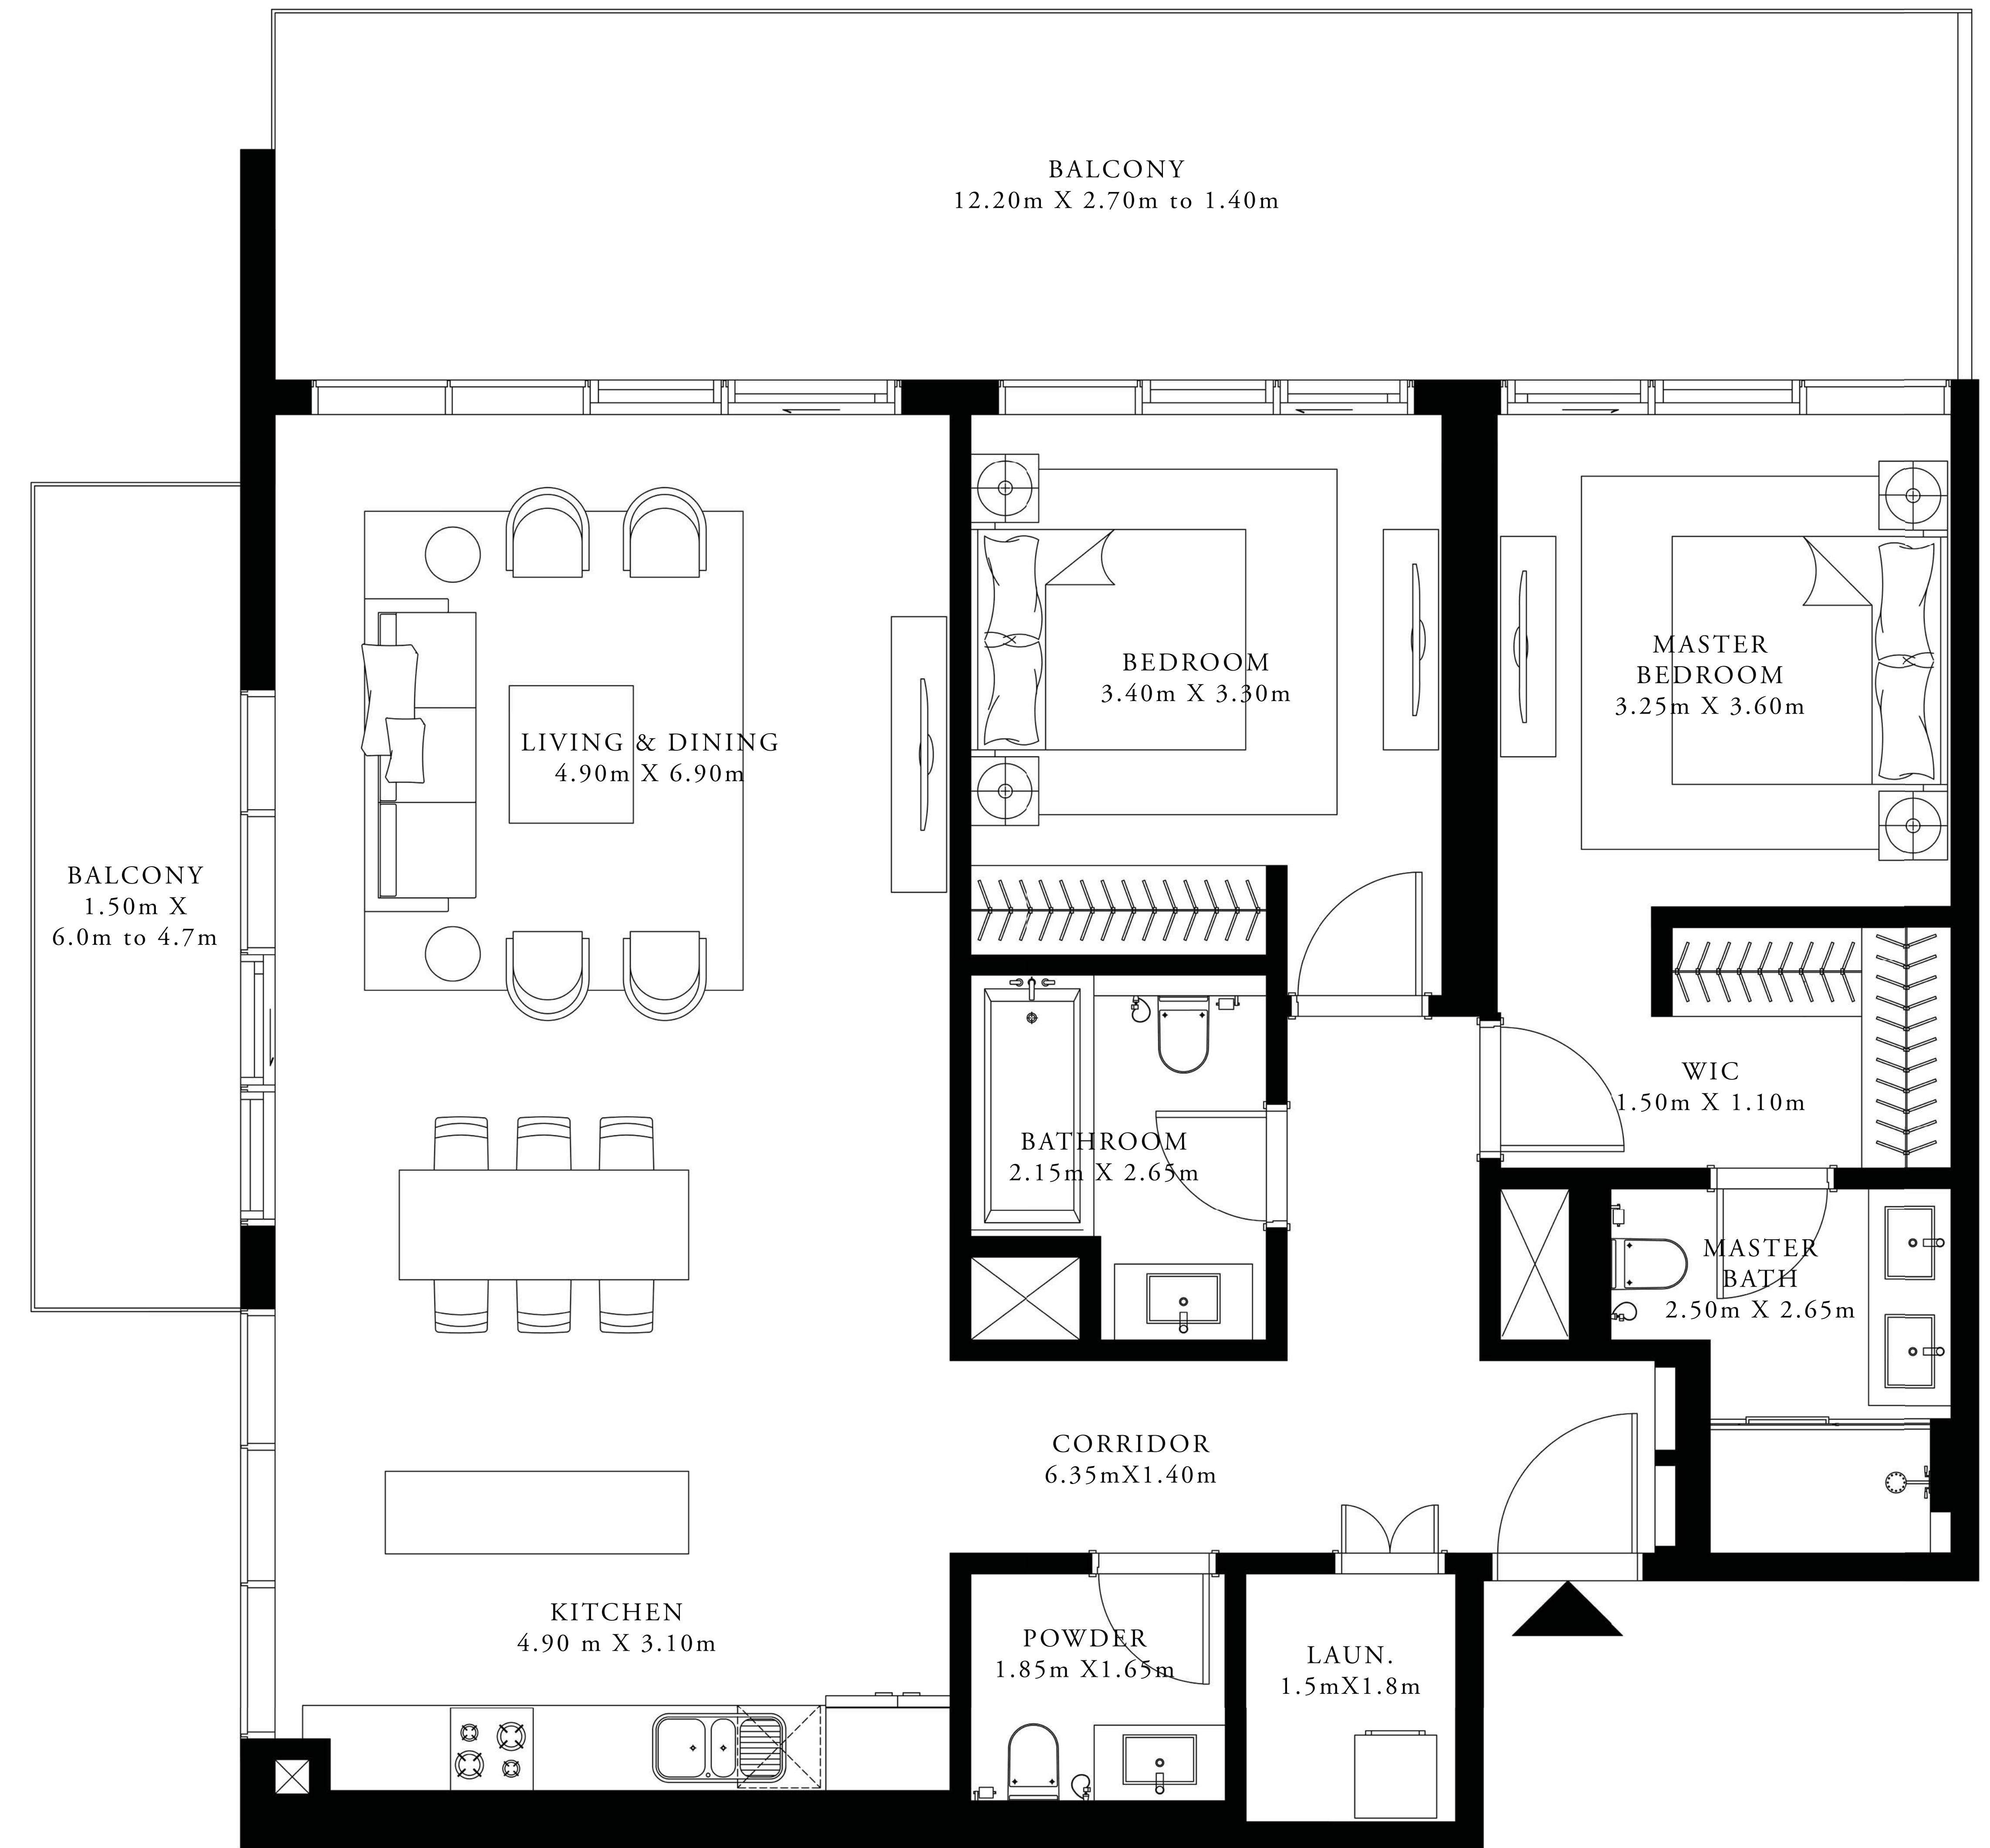 BALCONY
12.20m X 2.70m to 1.40m
BEDROOM
3.40m X 3.30m
MASTER
BEDROOM
3.25m X 3.60m
LIVING & DINING
4.90m X 6.90m
BALCONY
1.50m X
6.0m to 4.7m
WIC
1.50m X 1.10m
BATHROOM
2.15m X 2.65m
MASTER
BATH
2.50m X 2.65m
CORRIDOR
6.35mX1.40m
KITCHEN
4.90 m X 3.10m
POWDER
1.85m X1.65m
LAUN.
1.5mX1.8m